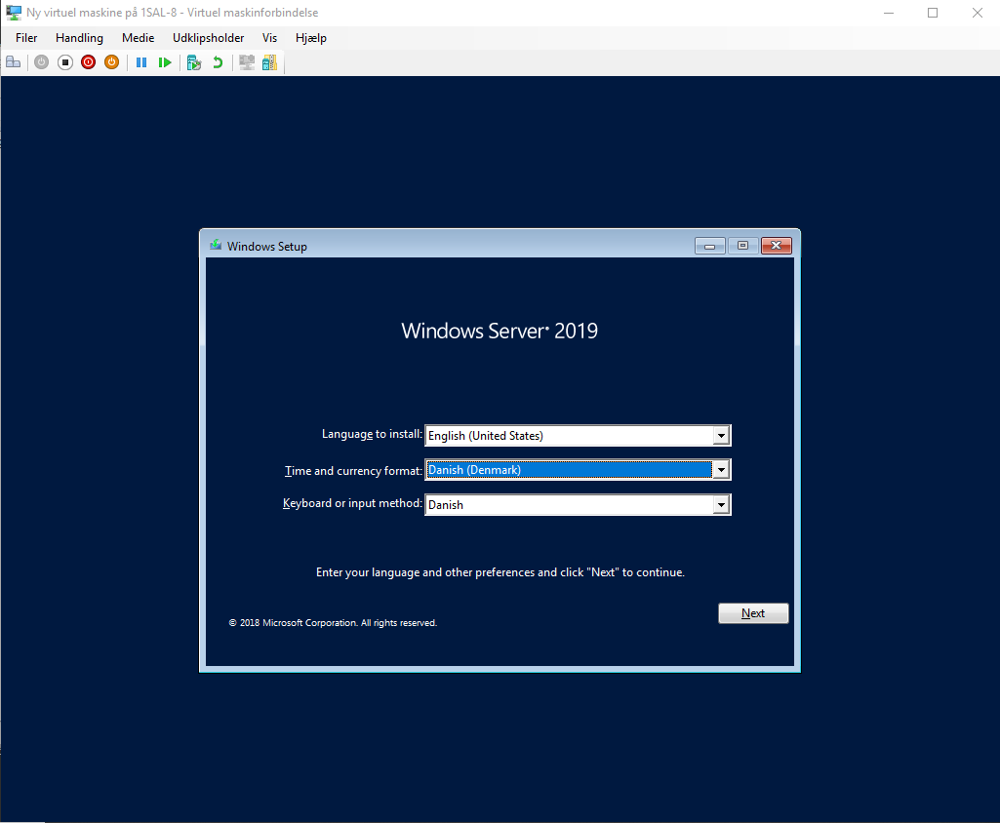 Ny virtuel maskine på 1SAL-8 - Virtuel maskinforbindelse
Filer Handling Medie Udklipsholder Vis Hjælp
Windows Setup
Windows Server® 2019
Language to install: English (United States)
Time and currency format: Danish (Denmark)
Keyboard or input method: Danish
Enter your language and other preferences and click "Next" to continue.
Next
© 2018 Microsoft Corporation. All rights reserved.